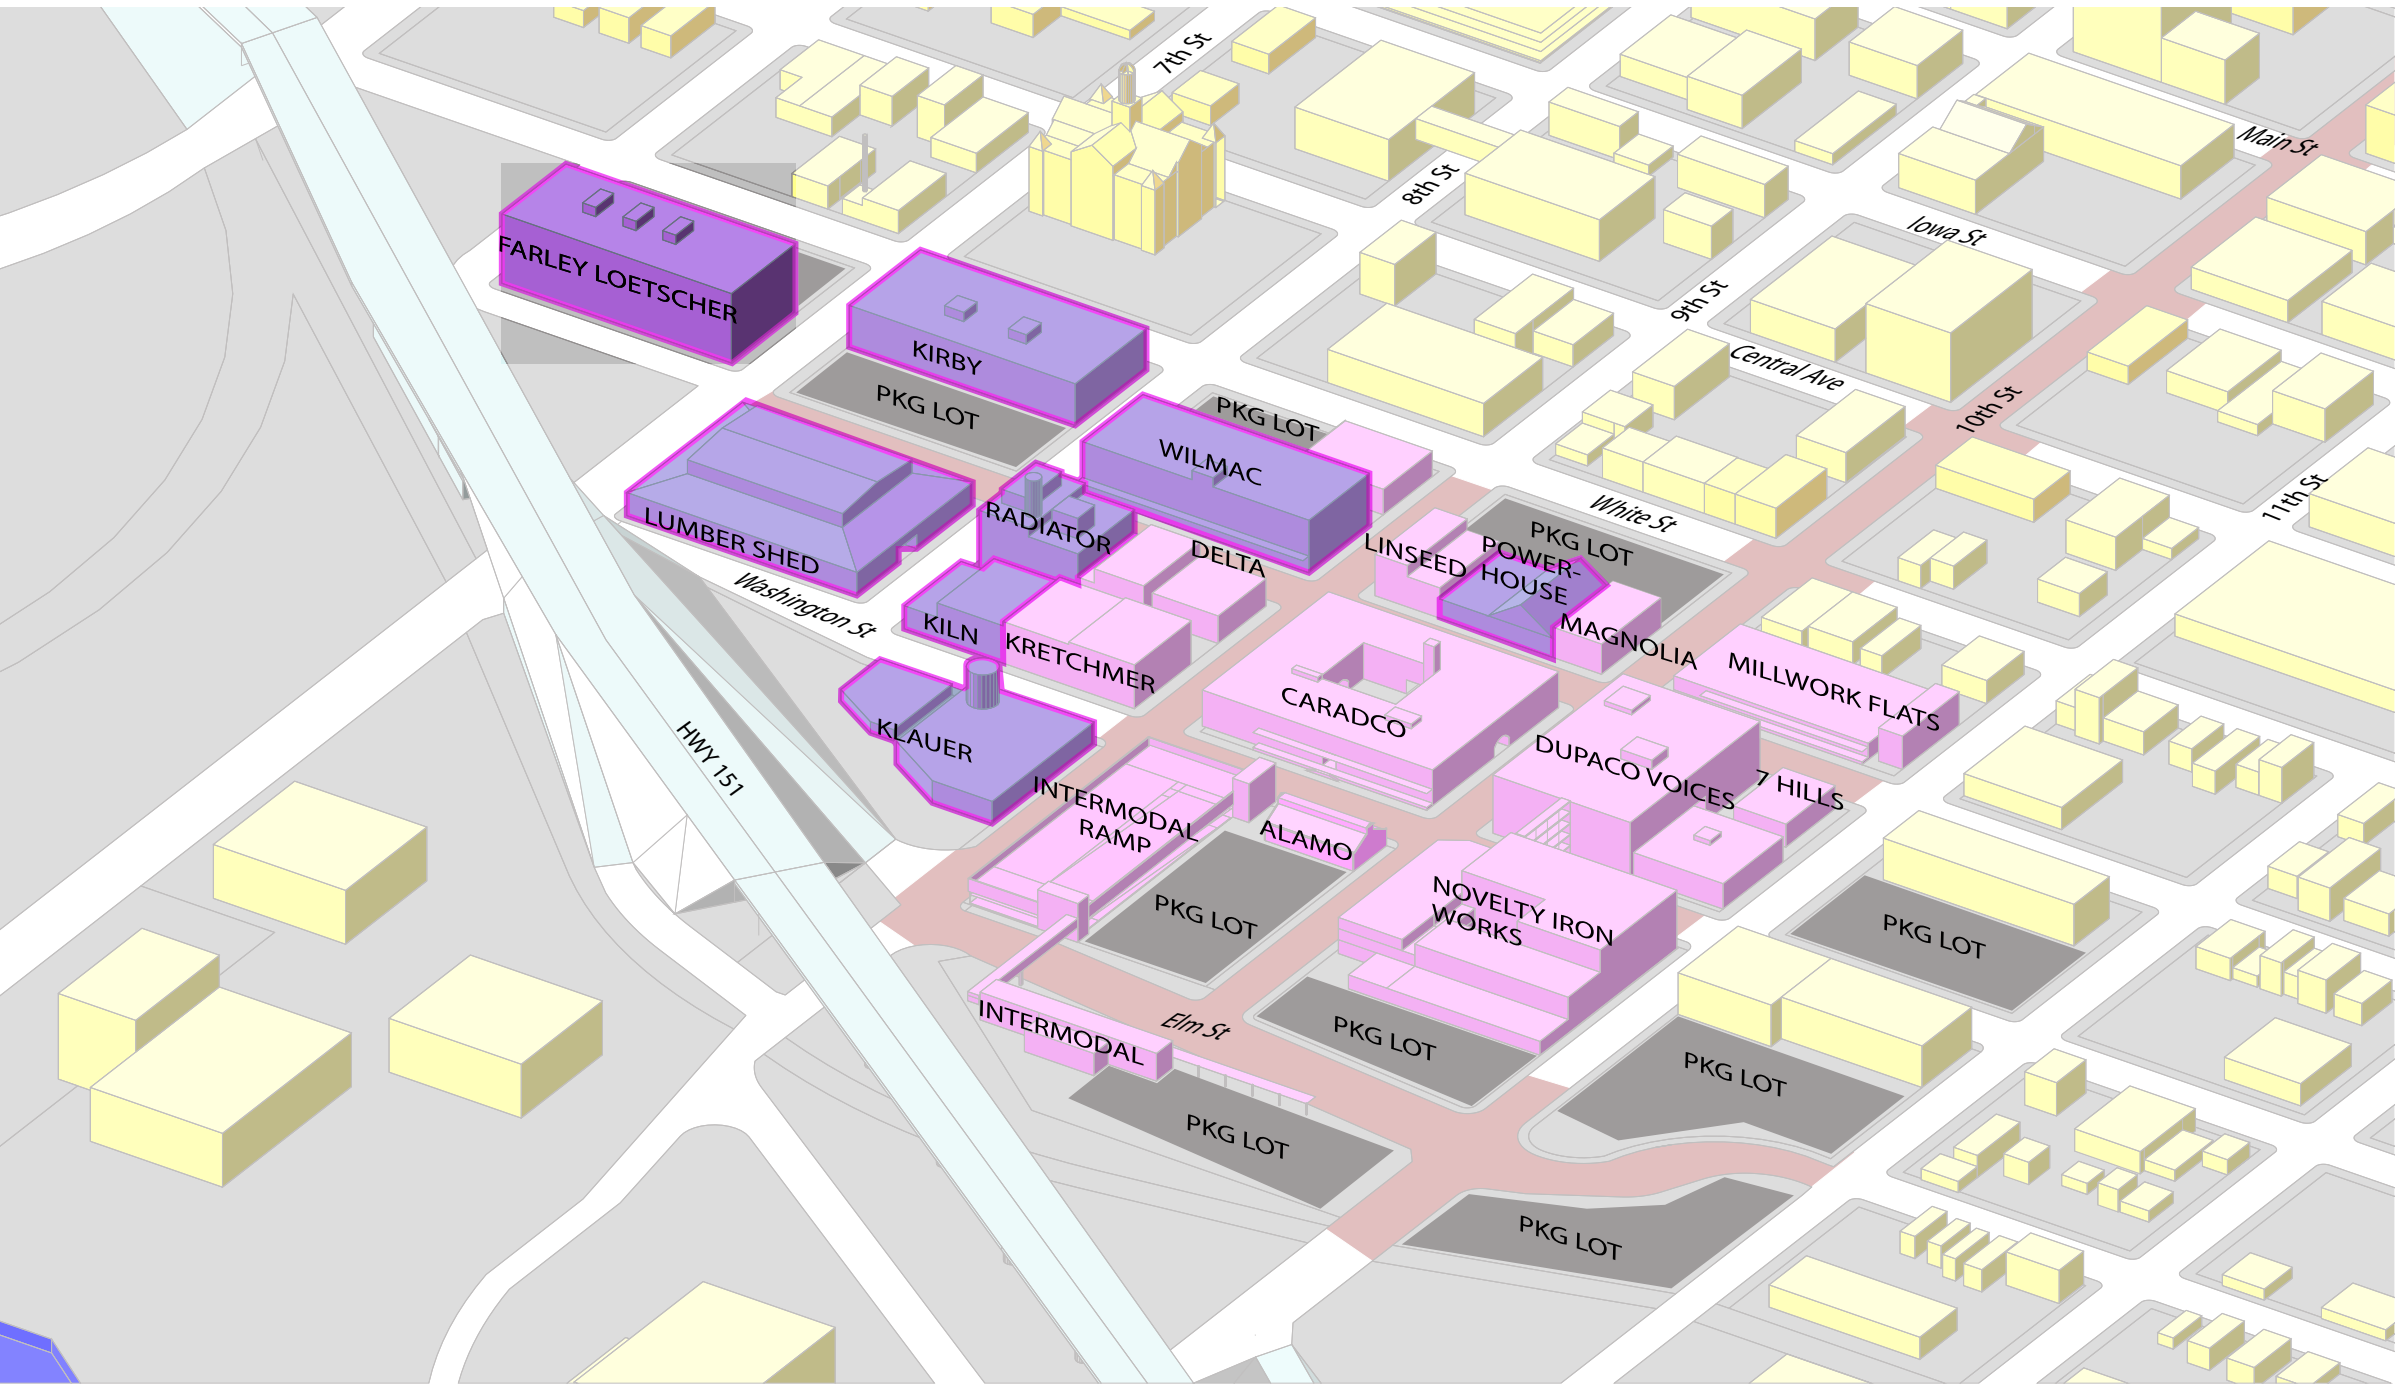 7th St
Main St
8th St
Iowa St
FARLEY LOETSCHER
9th St
KIRBY
Central Ave
PKG LOT
PKG LOT
10th St
WILMAC
11th St
White St
LUMBER SHED
RADIATOR
DELTA
LINSEED
POWER-
HOUSE
PKG LOT
Washington St
KILN
KRETCHMER
MAGNOLIA
MILLWORK FLATS
CARADCO
KLAUER
HWY 151
DUPACO VOICES
7 HILLS
INTERMODAL
RAMP
ALAMO
PKG LOT
NOVELTY IRON
WORKS
PKG LOT
INTERMODAL
Elm St
PKG LOT
PKG LOT
PKG LOT
PKG LOT